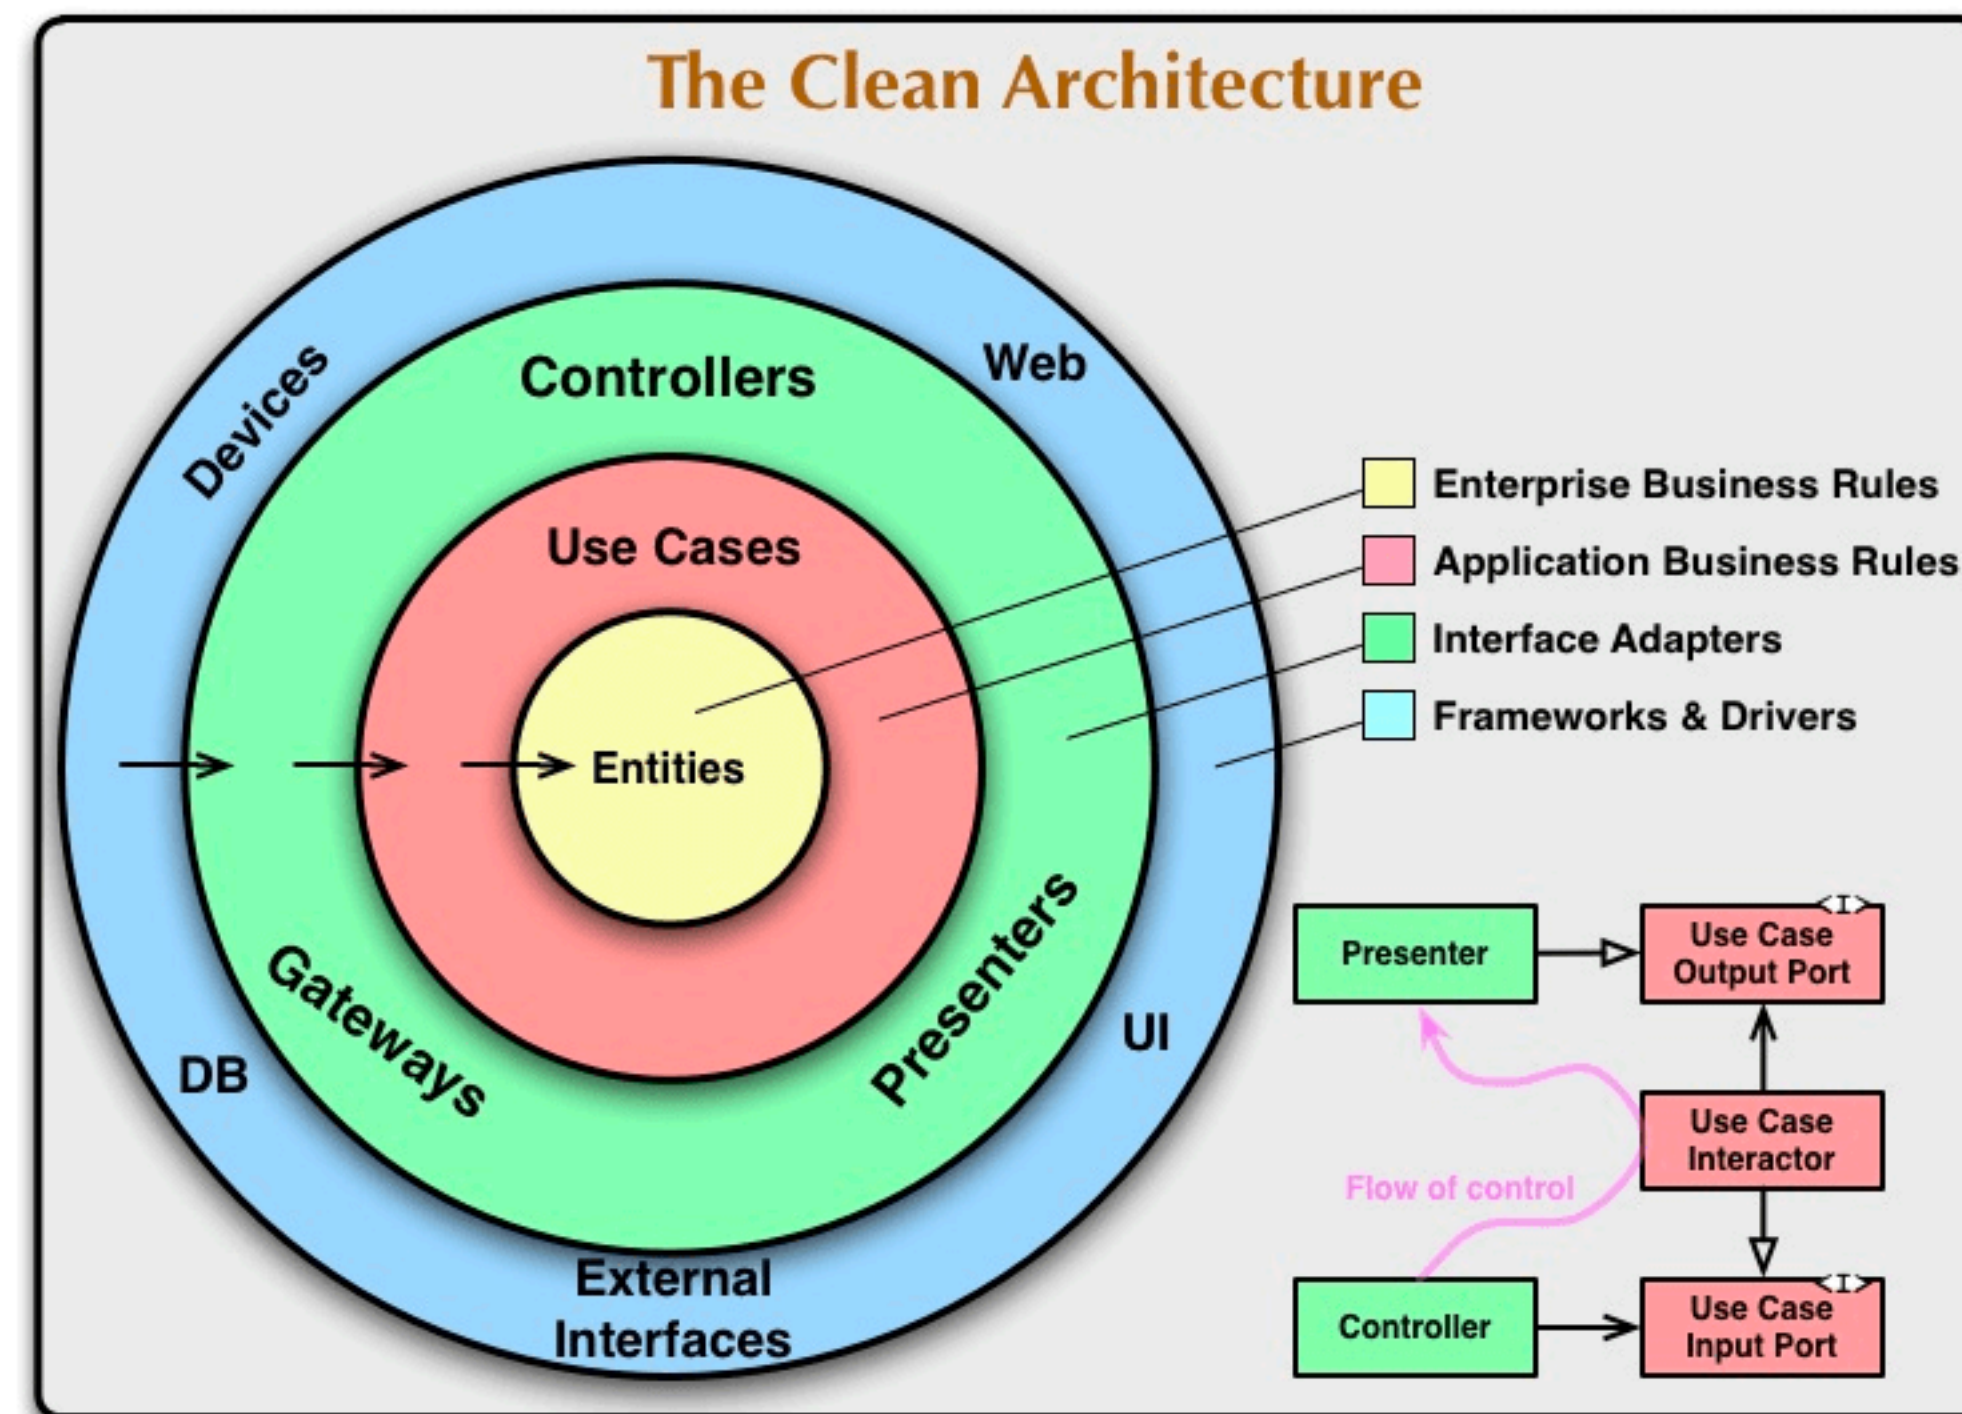 The Clean Architecture
Devices
Controllers
Web
Use Cases
Entities
Gateways
Presenters
DB
UI
External
Interfaces
Enterprise Business Rules
Application Business Rules
Interface Adapters
Frameworks & Drivers
Presenter
<I>
Use Case
Output Port
Use Case
Interactor
Flow of control
Controller
<I>
Use Case
Input Port